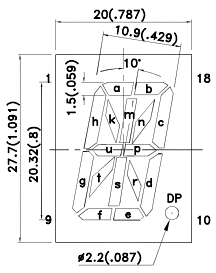 20(.787)
10.9(.429)
10°
1
18
1.5(.059)
a
b
h
k
m
n
c
27.7(1.091)
20.32(.8)
u
p
g
t
s
r
d
DP
f
e
9
10
ø2.2(.087)